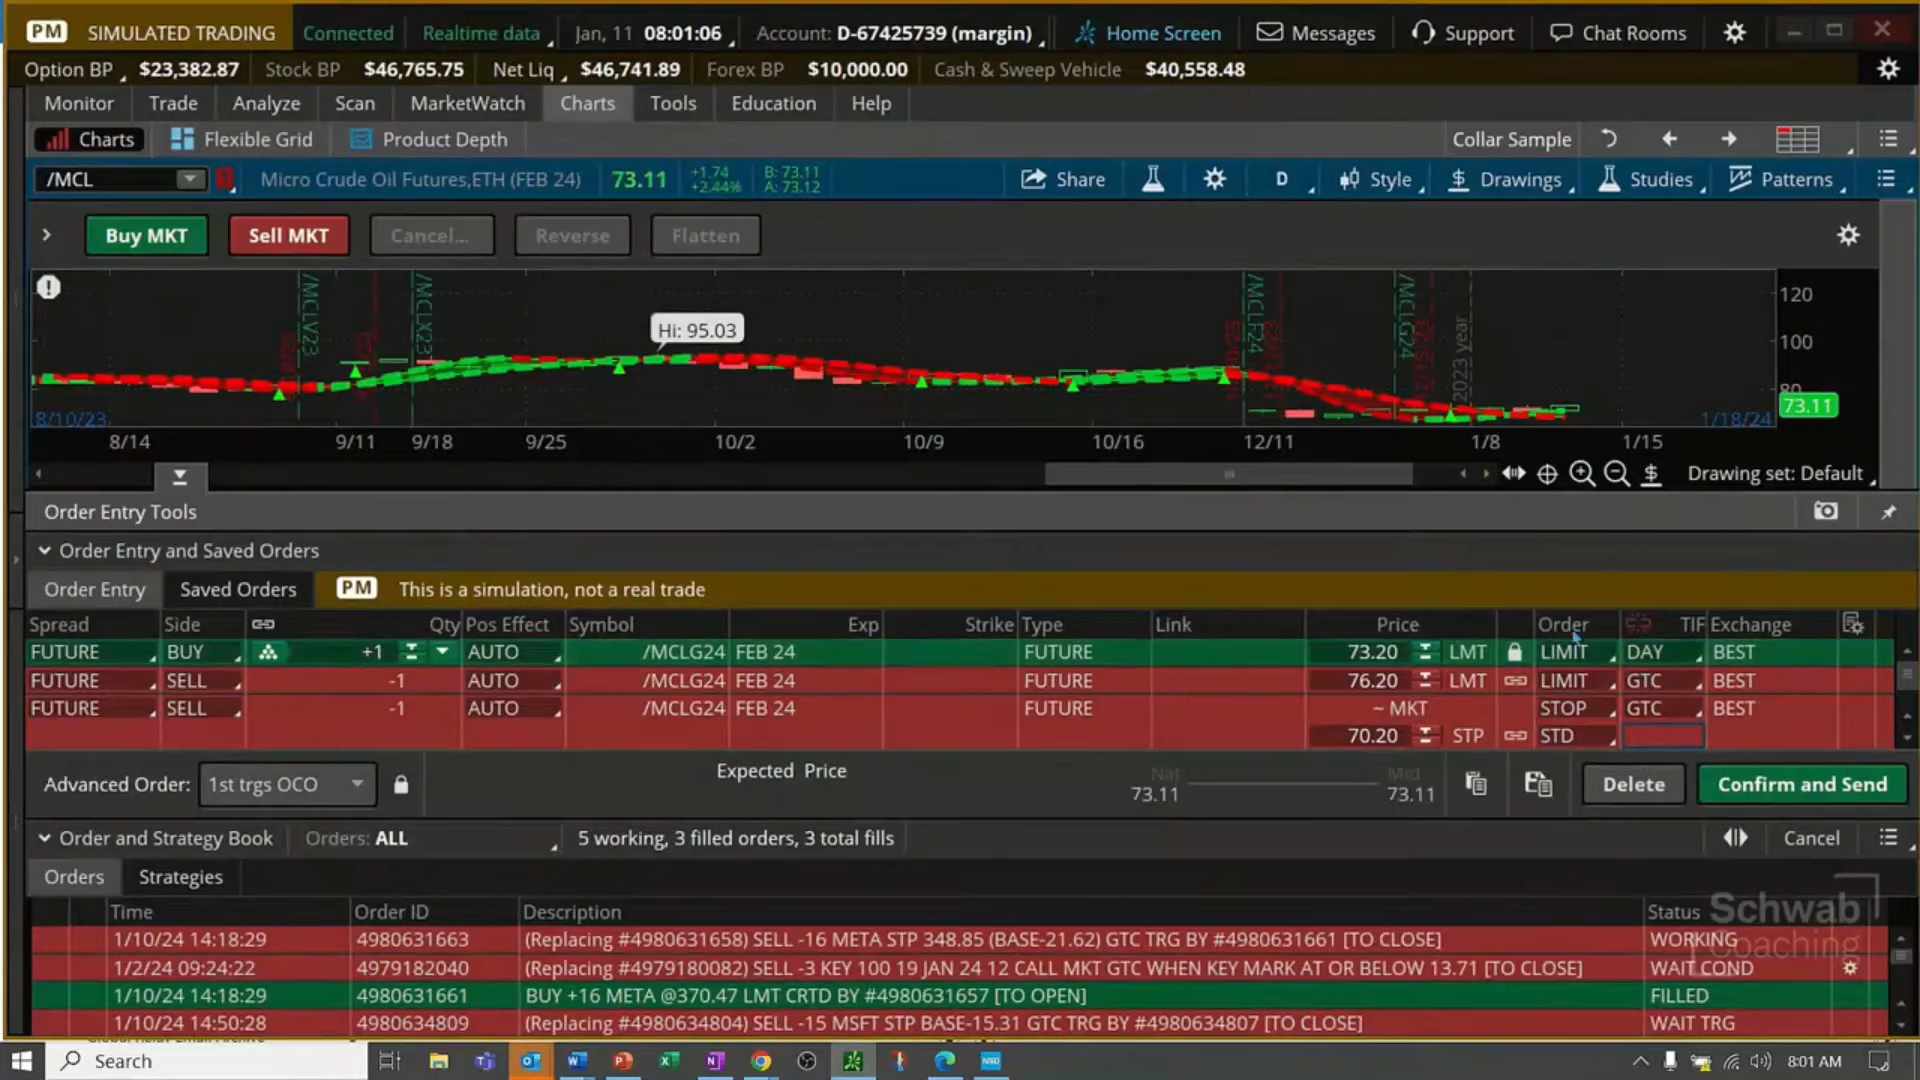 PM SIMULATED TRADING Connected Realtime data Jan, 11 08:01:06 Account: D-67425739 (margin) Home Screen Messages Support Chat Rooms
Option BP $23,382.87 Stock BP $46,765.75 Net Liq $46,741.89 Forex BP $10,000.00 Cash & Sweep Vehicle $40,558.48
Monitor Trade Analyze Scan MarketWatch Charts Tools Education Help
Charts Flexible Grid Product Depth Collar Sample
/MCL Micro Crude Oil Futures,ETH (FEB 24) 73.11 +1.74 +2.44% B: 73.11 A: 73.12 Share D Style Drawings Studies Patterns
Buy MKT Sell MKT Cancel... Reverse Flatten
/MCLV23 /MCLX23 /MCLF24 /MCLG24 2023 year
Hi: 95.03
120
100
80
73.11
8/10/23 1/18/24
8/14 9/11 9/18 9/25 10/2 10/9 10/16 12/11 1/8 1/15
Drawing set: Default
Order Entry Tools
Order Entry and Saved Orders
Order Entry Saved Orders PM This is a simulation, not a real trade
Spread Side Qty Pos Effect Symbol Exp Strike Type Link Price Order TIF Exchange
FUTURE BUY +1 AUTO /MCLG24 FEB 24 FUTURE 73.20 LMT LIMIT DAY BEST
FUTURE SELL -1 AUTO /MCLG24 FEB 24 FUTURE 76.20 LMT LIMIT GTC BEST
FUTURE SELL -1 AUTO /MCLG24 FEB 24 FUTURE ~ MKT STOP GTC BEST
70.20 STP STD
Advanced Order: 1st trgs OCO Expected Price Nat 73.11 Mid 73.11 Delete Confirm and Send
Order and Strategy Book Orders: ALL 5 working, 3 filled orders, 3 total fills Cancel
Orders Strategies
Time Order ID Description Status
1/10/24 14:18:29 4980631663 (Replacing #4980631658) SELL -16 META STP 348.85 (BASE-21.62) GTC TRG BY #4980631661 [TO CLOSE] WORKING
1/2/24 09:24:22 4979182040 (Replacing #4979180082) SELL -3 KEY 100 19 JAN 24 12 CALL MKT GTC WHEN KEY MARK AT OR BELOW 13.71 [TO CLOSE] WAIT COND
1/10/24 14:18:29 4980631661 BUY +16 META @370.47 LMT CRTD BY #4980631657 [TO OPEN] FILLED
1/10/24 14:50:28 4980634809 (Replacing #4980634804) SELL -15 MSFT STP BASE-15.31 GTC TRG BY #4980634807 [TO CLOSE] WAIT TRG
Schwab
Coaching
Search 8:01 AM